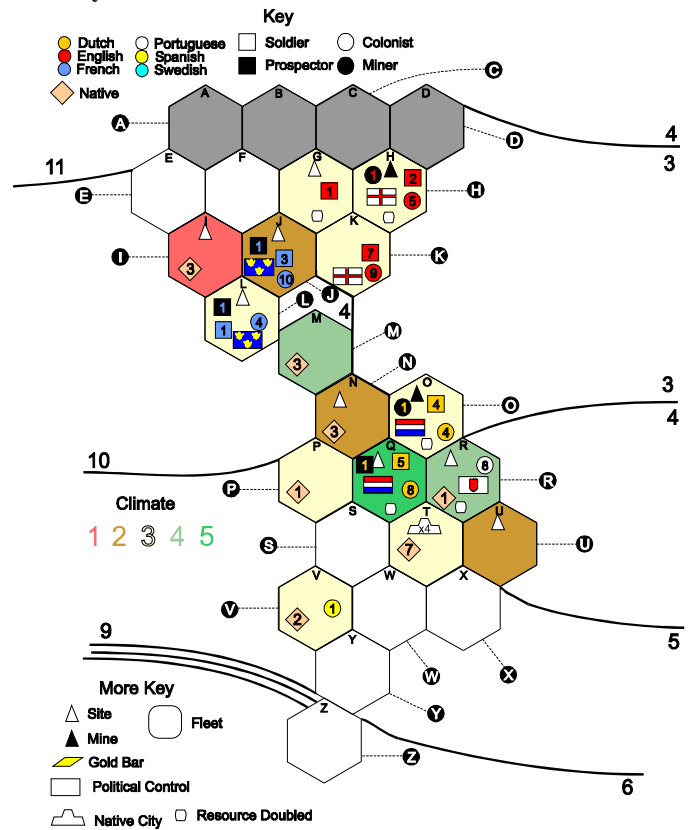 Key
Dutch Portuguese Soldier Colonist
English Spanish
French Swedish Prospector Miner
Native
C
A B C D
A D
4
3
11
E F G H
1 1 2
5
E H
I J K
1 3 7
3 10 9
I K
L J L
1
1 4
4
M
3
M
N
N O
1 4
3 4
O
3
4
10
P Q R
1 5 8
1 8 1
P R
Climate
1 2 3 4 5
S T U
x4
7
S U
V W X
2 1
V
9
5
Y
W X
More Key
Z
Y
Site
Fleet
Mine
Z
Gold Bar
6
Political Control
Native City Resource Doubled